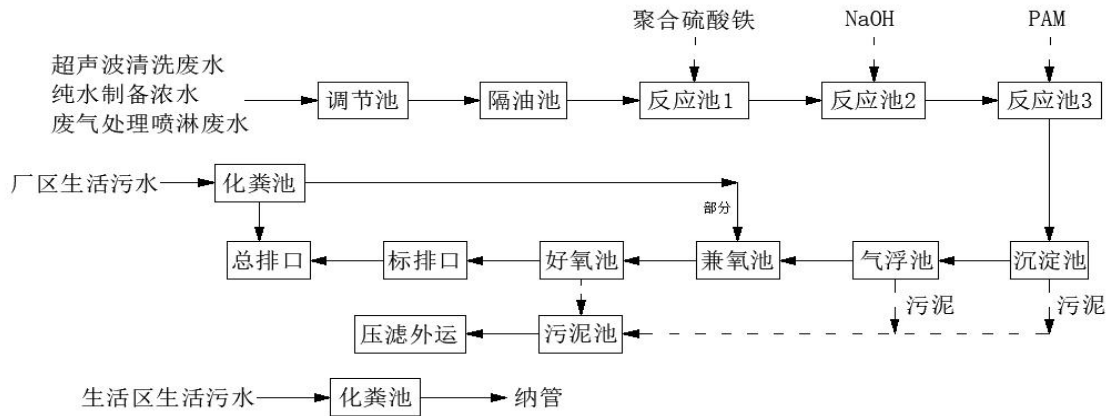 聚合硫酸铁
NaOH
PAM
超声波清洗废水
纯水制备浓水
废气处理喷淋废水
调节池
隔油池
反应池1
反应池2
反应池3
厂区生活污水
化粪池
部分
总排口
标排口
好氧池
兼氧池
气浮池
沉淀池
污泥
污泥
压滤外运
污泥池
生活区生活污水
化粪池
纳管